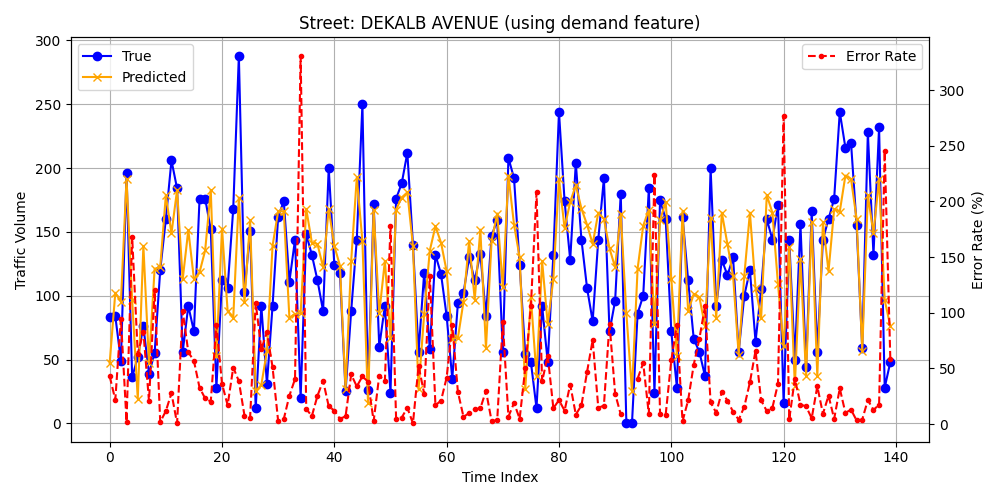 Street: DEKALB AVENUE (using demand feature)
True
Predicted
Error Rate
300
250
200
150
100
50
0
Traffic Volume
300
250
200
150
100
50
0
Error Rate (%)
0 20 40 60 80 100 120 140
Time Index